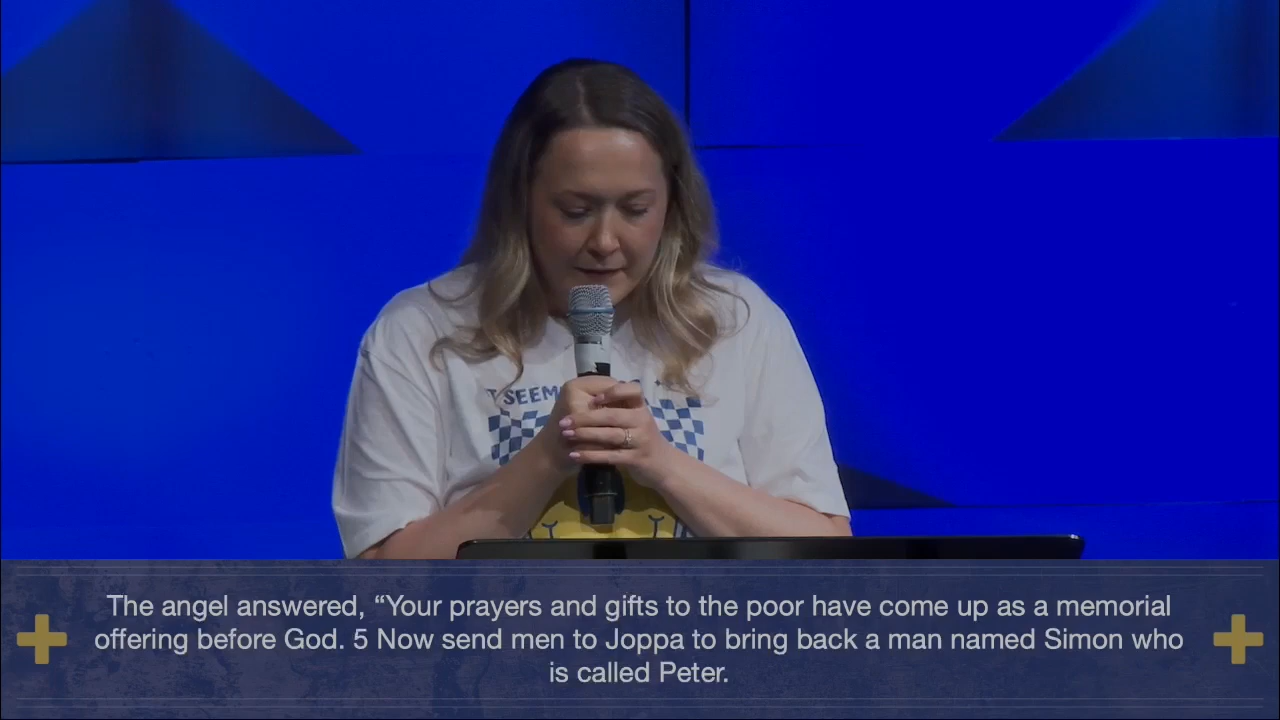 T SEEM
The angel answered, “Your prayers and gifts to the poor have come up as a memorial
offering before God. 5 Now send men to Joppa to bring back a man named Simon who
is called Peter.